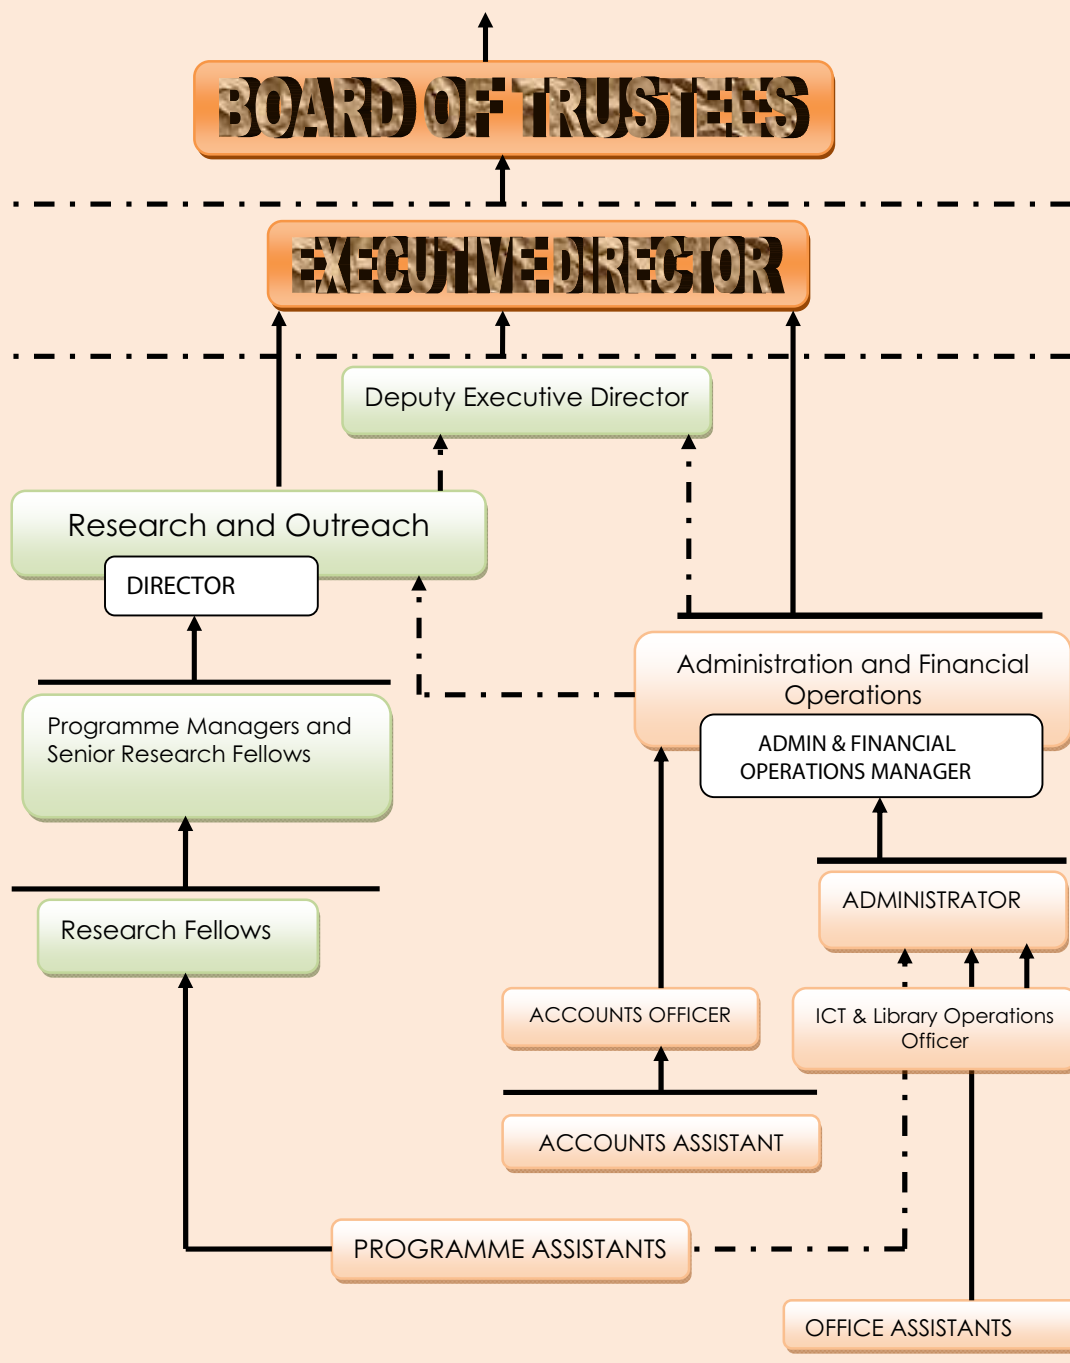 BOARD OF TRUSTEES
EXECUTIVE DIRECTOR
Deputy Executive Director
Research and Outreach
DIRECTOR
Administration and Financial
Operations
Programme Managers and
Senior Research Fellows
ADMIN & FINANCIAL
OPERATIONS MANAGER
ADMINISTRATOR
Research Fellows
ACCOUNTS OFFICER
ICT & Library Operations
Officer
ACCOUNTS ASSISTANT
PROGRAMME ASSISTANTS
OFFICE ASSISTANTS